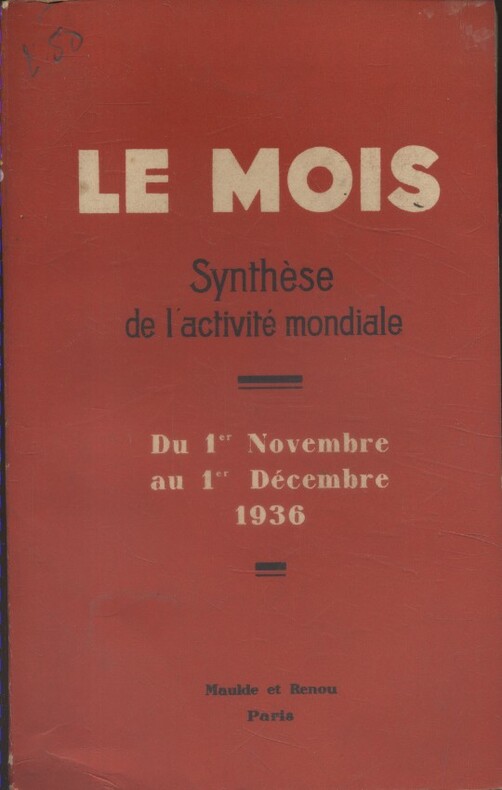 LE MOIS
Synthèse
de l'activité mondiale
Du 1er Novembre
au 1er Décembre
1936
Maulde et Renou
Paris